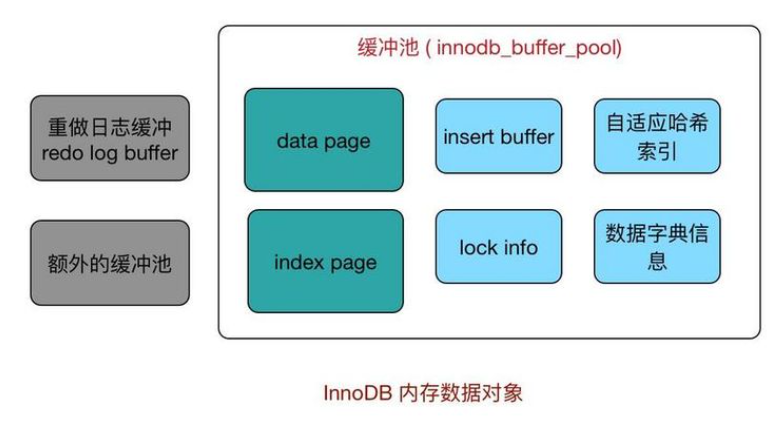 缓冲池 ( innodb_buffer_pool)
重做日志缓冲
redo log buffer
data page
insert buffer
自适应哈希
索引
额外的缓冲池
index page
lock info
数据字典信
息
InnoDB 内存数据对象